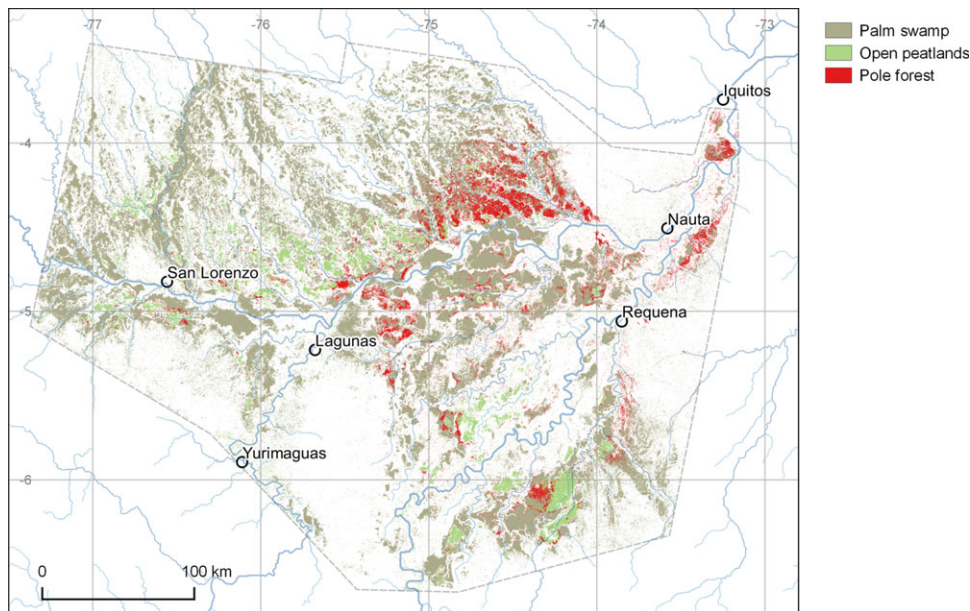 -77
-76
-75
-74
-73
Palm swamp
Open peatlands
Pole forest
Iquitos
-4
Nauta
San Lorenzo
-5
Requena
Lagunas
Yurimaguas
-6
0
100 km